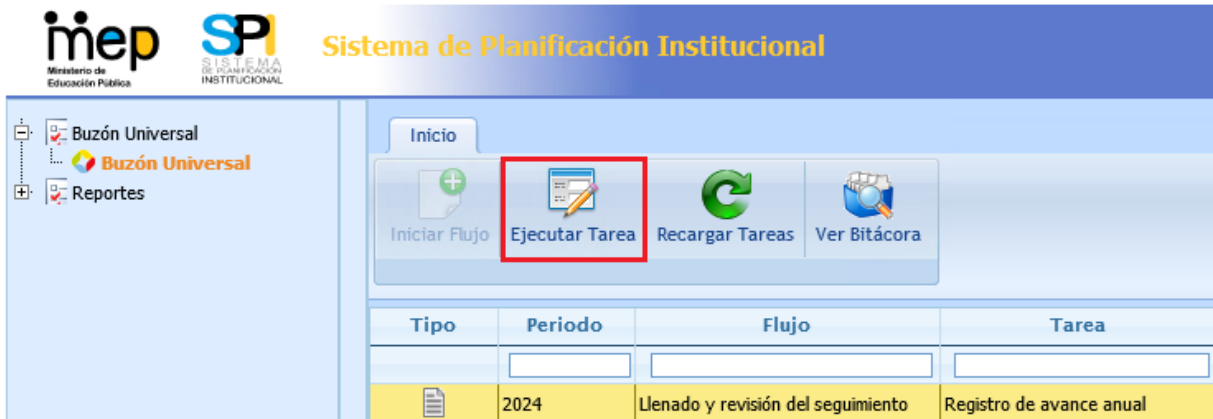 mep
Ministerio de
Educación Pública
SPI
SISTEMA
DE PLANIFICACIÓN
INSTITUCIONAL
Sistema de Planificación Institucional
Buzón Universal
Buzón Universal
Reportes
Inicio
Iniciar Flujo
Ejecutar Tarea
Recargar Tareas
Ver Bitácora
Tipo Periodo Flujo Tarea
2024 Llenado y revisión del seguimiento Registro de avance anual